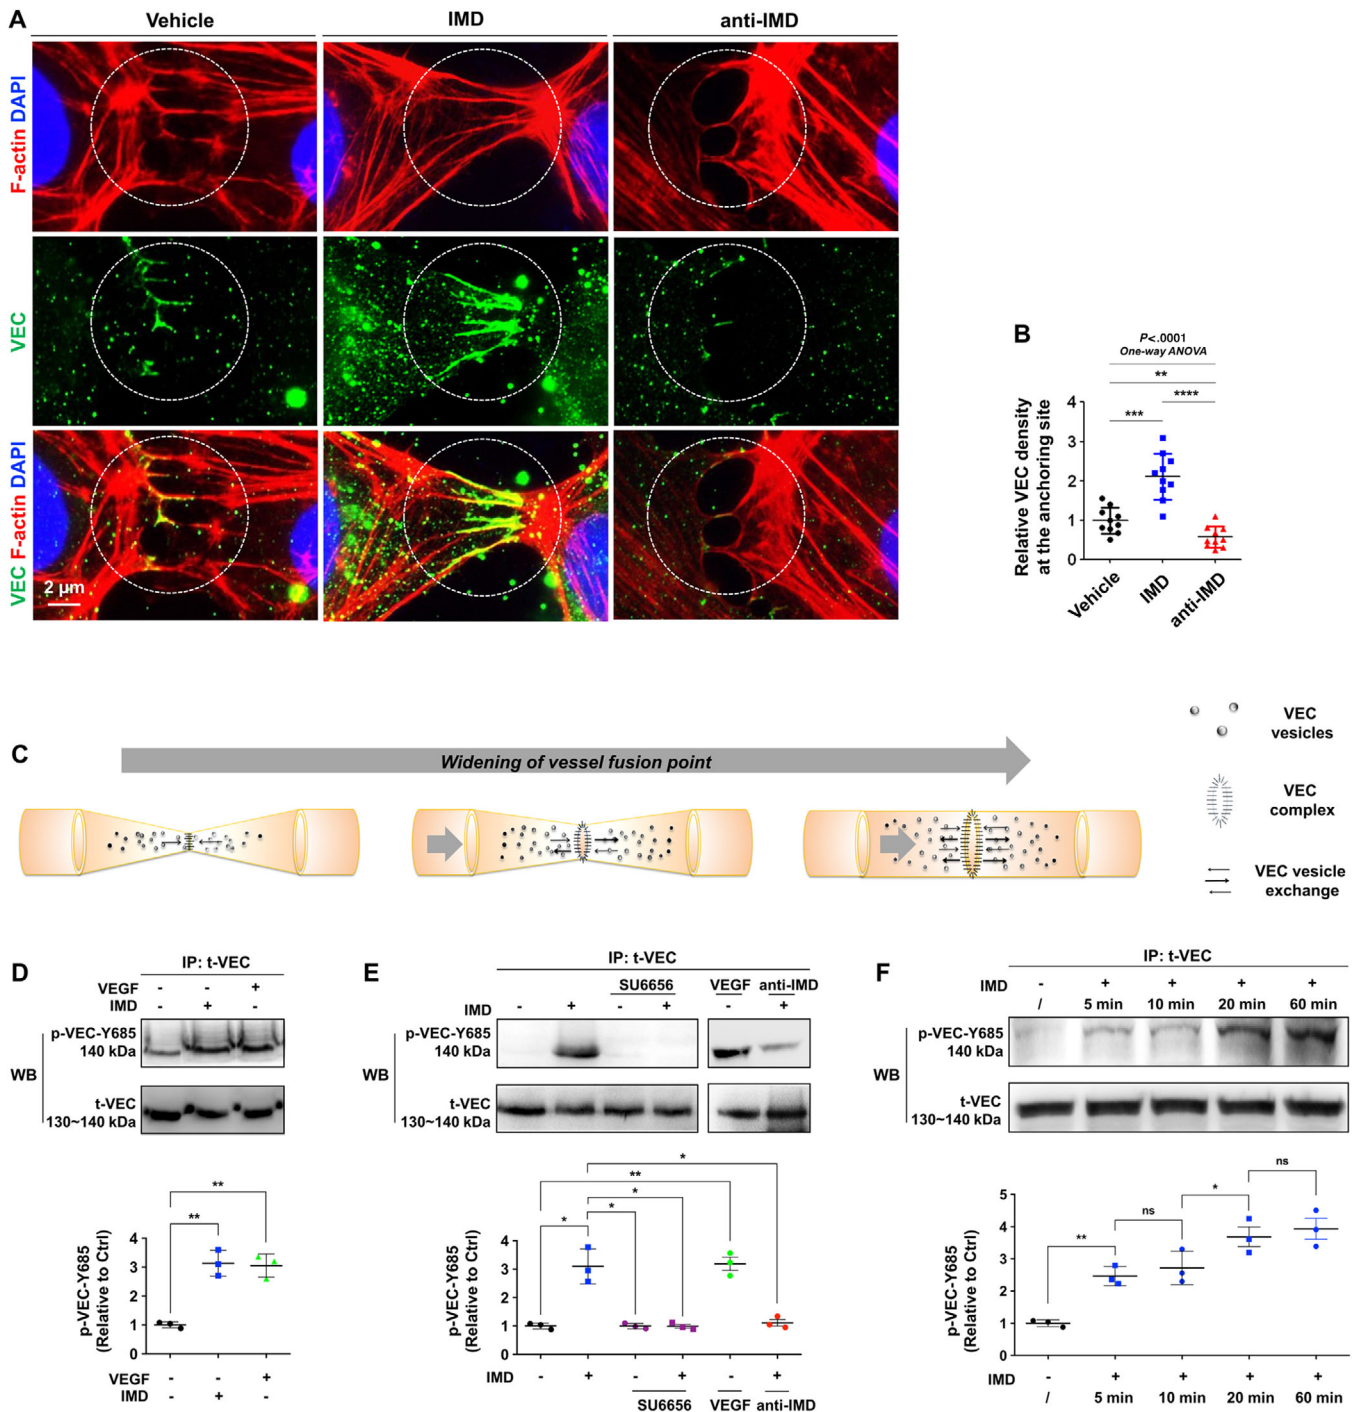 A
Vehicle
IMD
anti-IMD
F-actin DAPI
VEC
VEC F-actin DAPI
2 μm
B
P<.0001
One-way ANOVA
**
****
***
Relative VEC density
at the anchoring site
4
3
2
1
0
Vehicle
IMD
anti-IMD
C
Widening of vessel fusion point
VEC
vesicles
VEC
complex
VEC vesicle
exchange
D
IP: t-VEC
VEGF - - +
IMD - + -
p-VEC-Y685
140 kDa
WB
t-VEC
130~140 kDa
**
**
p-VEC-Y685
(Relative to Ctrl)
4
3
2
1
0
VEGF - - +
IMD - + -
E
IP: t-VEC
SU6656 VEGF anti-IMD
IMD - + - + - +
p-VEC-Y685
140 kDa
WB
t-VEC
130~140 kDa
*
**
*
*
*
p-VEC-Y685
(Relative to Ctrl)
4
3
2
1
0
IMD - + - + - +
SU6656 VEGF anti-IMD
F
IP: t-VEC
IMD - + + + +
/ 5 min 10 min 20 min 60 min
p-VEC-Y685
140 kDa
WB
t-VEC
130~140 kDa
ns
*
ns
**
p-VEC-Y685
(Relative to Ctrl)
5
4
3
2
1
0
IMD - + + + +
/ 5 min 10 min 20 min 60 min